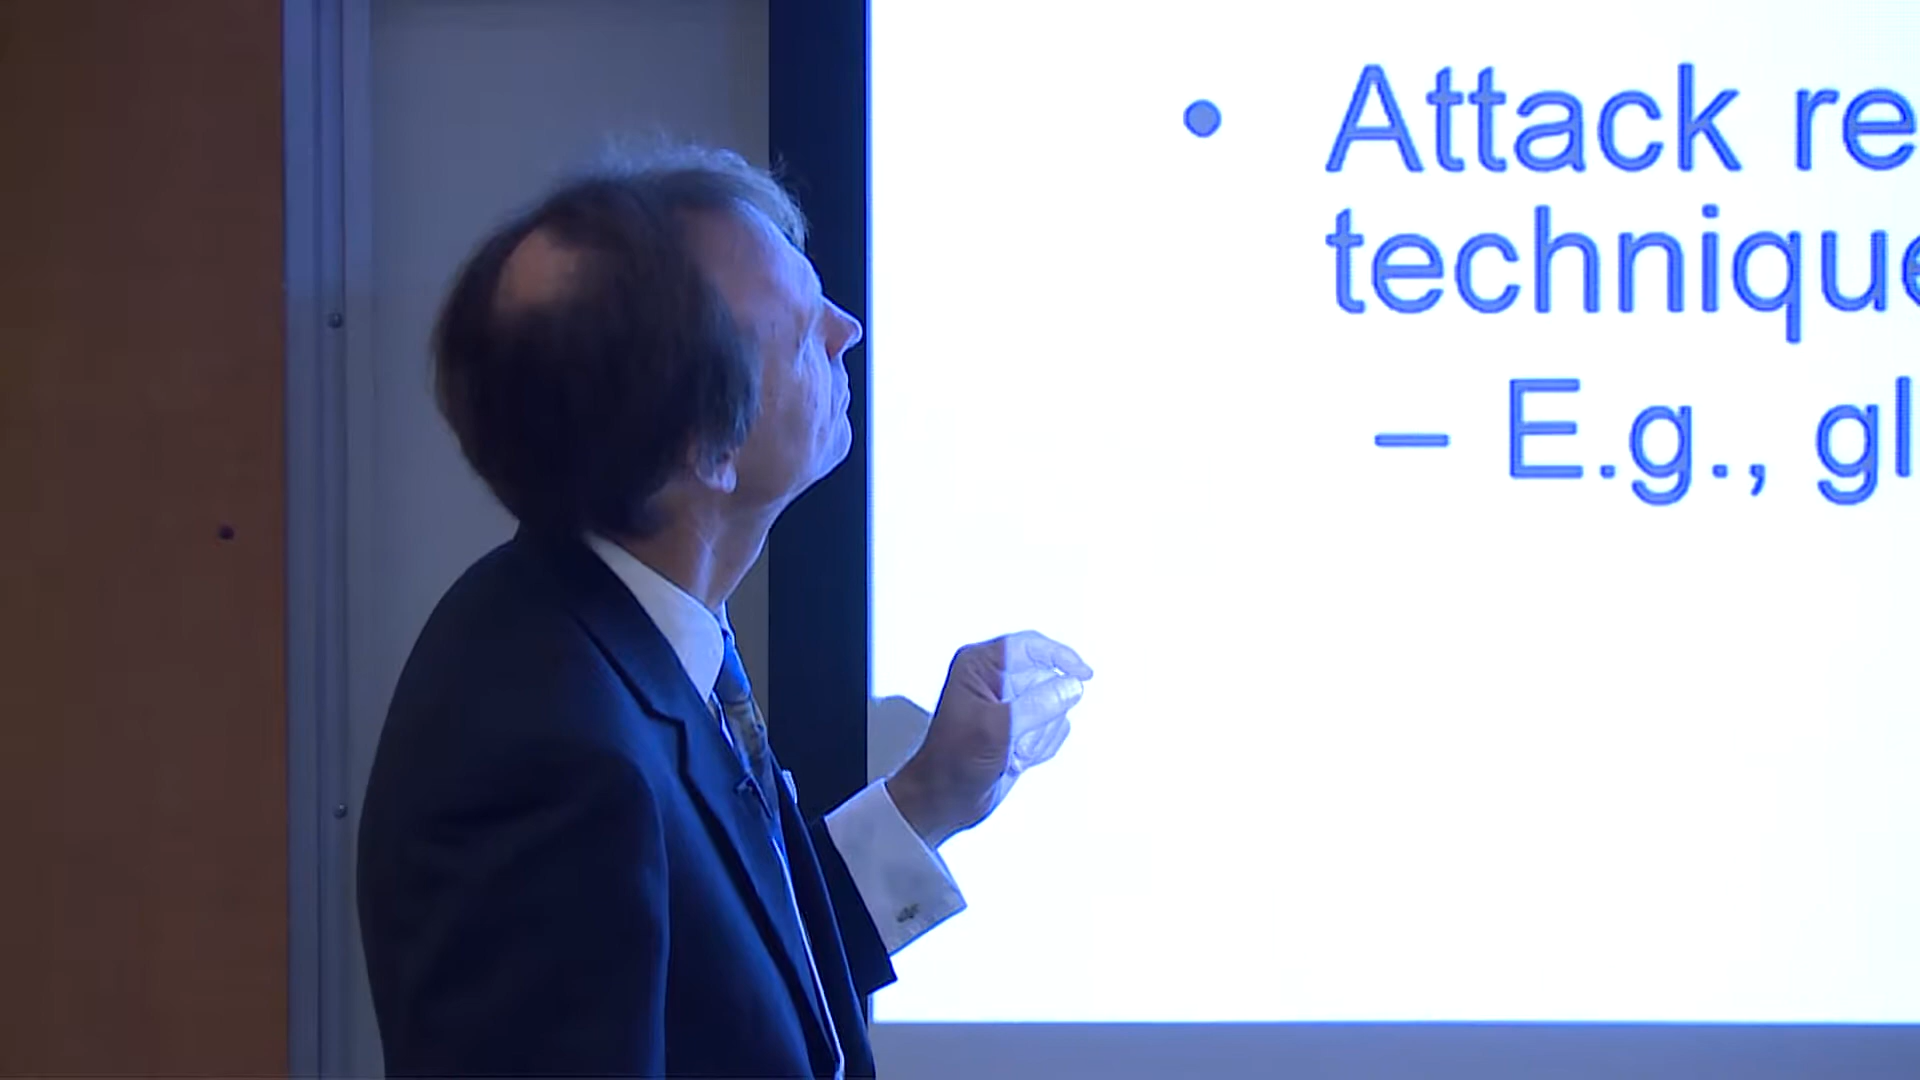 • Attack re
technique
– E.g., gl